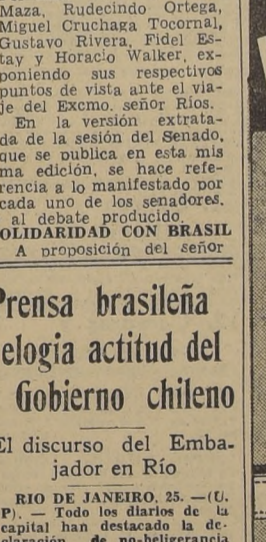 Maza, Rudecindo Ortega,
Miguel Cruchaga Tocornal,
Gustavo Rivera, Fidel Es-
tay y Horacio Walker, ex-
poniendo sus respectivos
puntos de vista ante el via-
je del Excmo. señor Ríos.
En la versión extrata-
da de la sesión del Senado,
que se publica en esta mis
ma edición, se hace refe-
rencia a lo manifestado por
cada uno de los senadores.
al debate producido.
OLIDARIDAD CON BRASIL
A proposición del señor
Prensa brasileña
elogia actitud del
Gobierno chileno
El discurso del Emba-
jador en Río
RIO DE JANEIRO, 25. —(U.
P). — Todo los diarios de la
capital han destacado la de-
claración de no-beligerancia